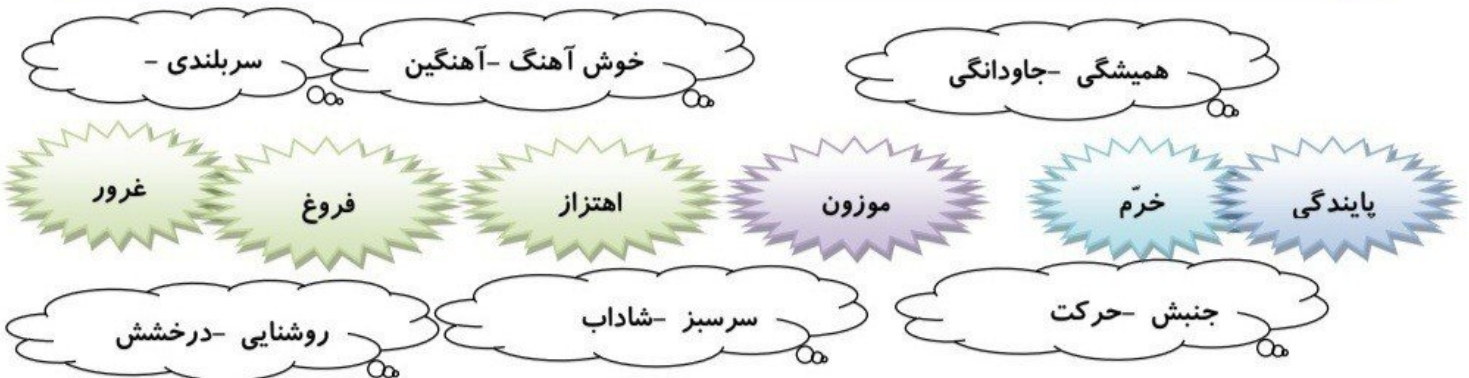 همیشگی –جاودانگی
خوش آهنگ –آهنگین
سربلندی –
پایندگی
خرّم
موزون
اهتزاز
فروغ
غرور
جنبش –حرکت
سرسبز –شاداب
روشنایی –درخشش